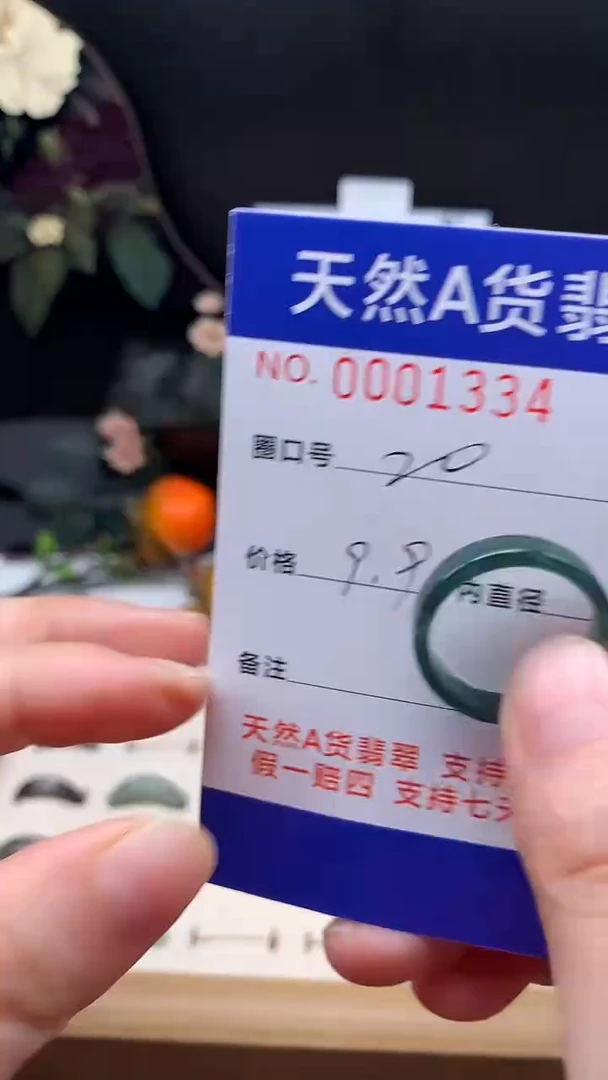 天然A货翡
NO. 0001334
圈口号 20
价格 9.9 内直径
备注
天然A货翡翠 支持
假一赔四 支持七天